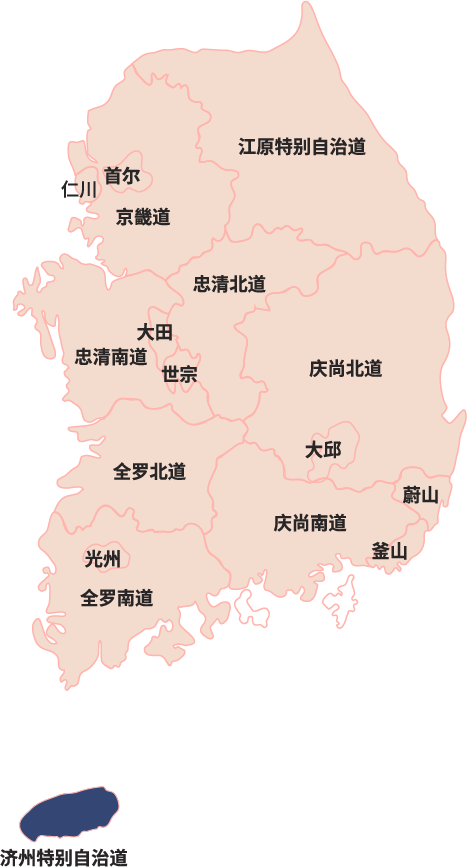 江原特别自治道
首尔
仁川
京畿道
忠清北道
大田
忠清南道
世宗
庆尚北道
大邱
全罗北道
蔚山
庆尚南道
釜山
光州
全罗南道
济州特别自治道